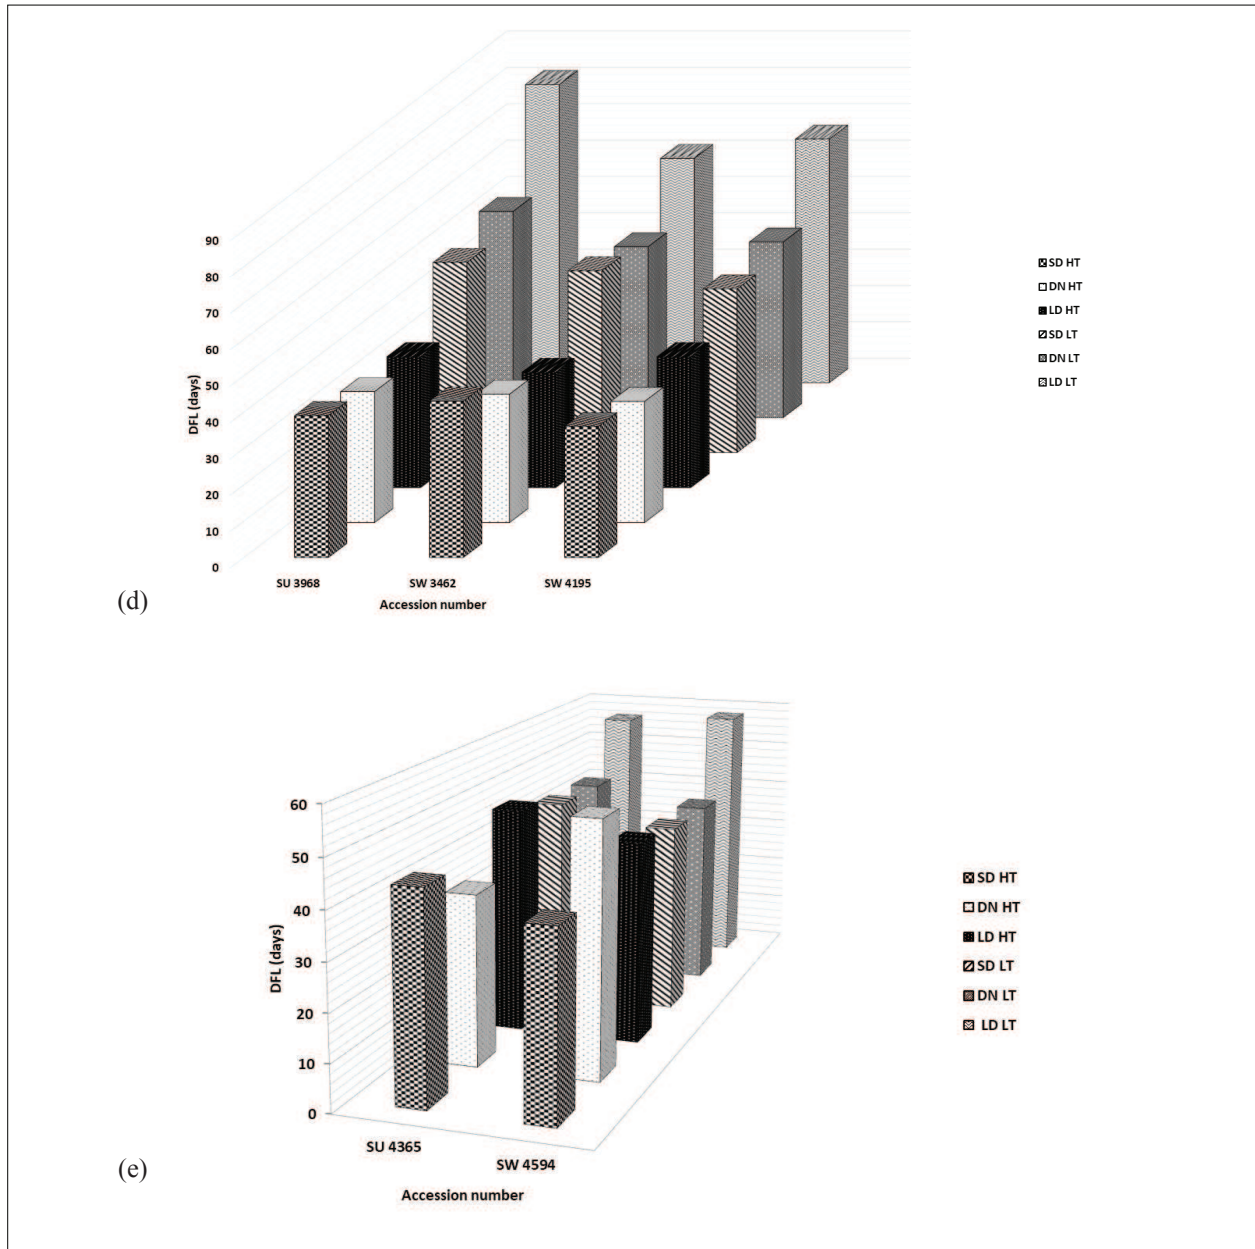 90
80
70
60
50
40
30
20
10
0
DFL (days)
SU 3968 SW 3462 SW 4195
Accession number
SD HT
DN HT
LD HT
SD LT
DN LT
LD LT
(d)
60
50
40
30
20
10
0
DFL (days)
SU 4365
SW 4594
Accession number
SD HT
DN HT
LD HT
SD LT
DN LT
LD LT
(e)